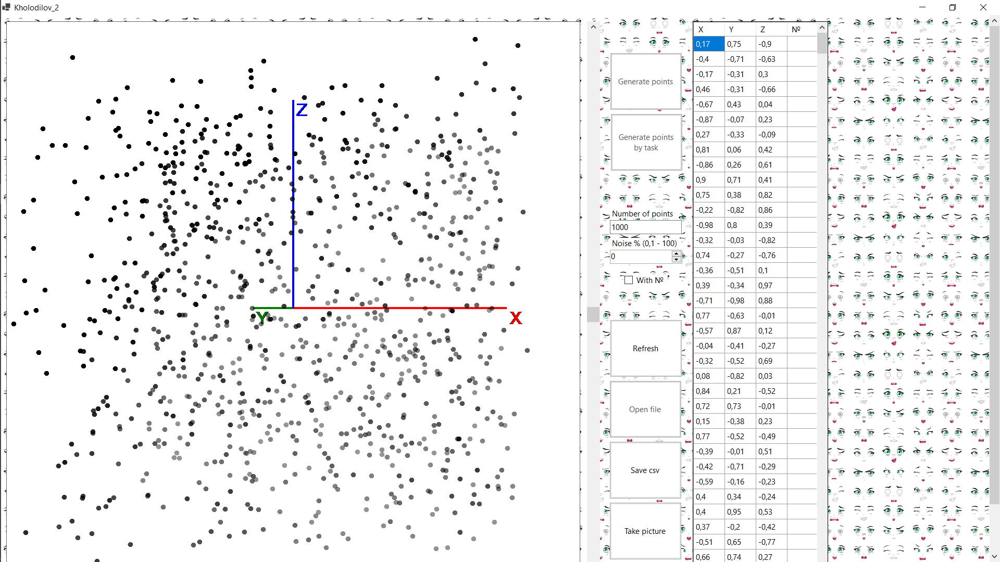 Kholodilov_2
Z
Y
X
Generate points
Generate points
by task
Number of points
1000
Noise % (0,1 - 100)
0
With №
Refresh
Open file
Save csv
Take picture
X Y Z №
0,17 0,75 -0,9
-0,4 -0,71 -0,63
-0,17 -0,31 0,3
0,46 -0,31 -0,66
-0,67 0,43 0,04
-0,87 -0,07 0,23
0,27 -0,33 -0,09
0,81 0,06 0,42
-0,86 0,26 0,61
0,9 0,71 0,41
0,75 0,38 0,82
-0,22 -0,82 0,86
-0,98 0,8 0,39
-0,32 -0,03 -0,82
0,74 -0,27 -0,76
-0,36 -0,51 0,1
0,39 -0,34 0,97
-0,71 -0,98 0,88
0,77 -0,63 -0,01
-0,57 0,87 0,12
-0,04 -0,41 -0,27
-0,32 -0,52 0,69
0,08 -0,82 0,03
0,84 0,21 -0,52
0,72 0,73 -0,01
0,15 -0,38 0,23
0,77 -0,52 -0,49
-0,39 -0,01 0,51
-0,42 -0,71 -0,29
-0,59 -0,16 -0,23
0,4 0,34 -0,24
0,4 0,95 0,53
0,37 -0,2 -0,42
-0,51 0,65 -0,77
0,66 0,74 0,27